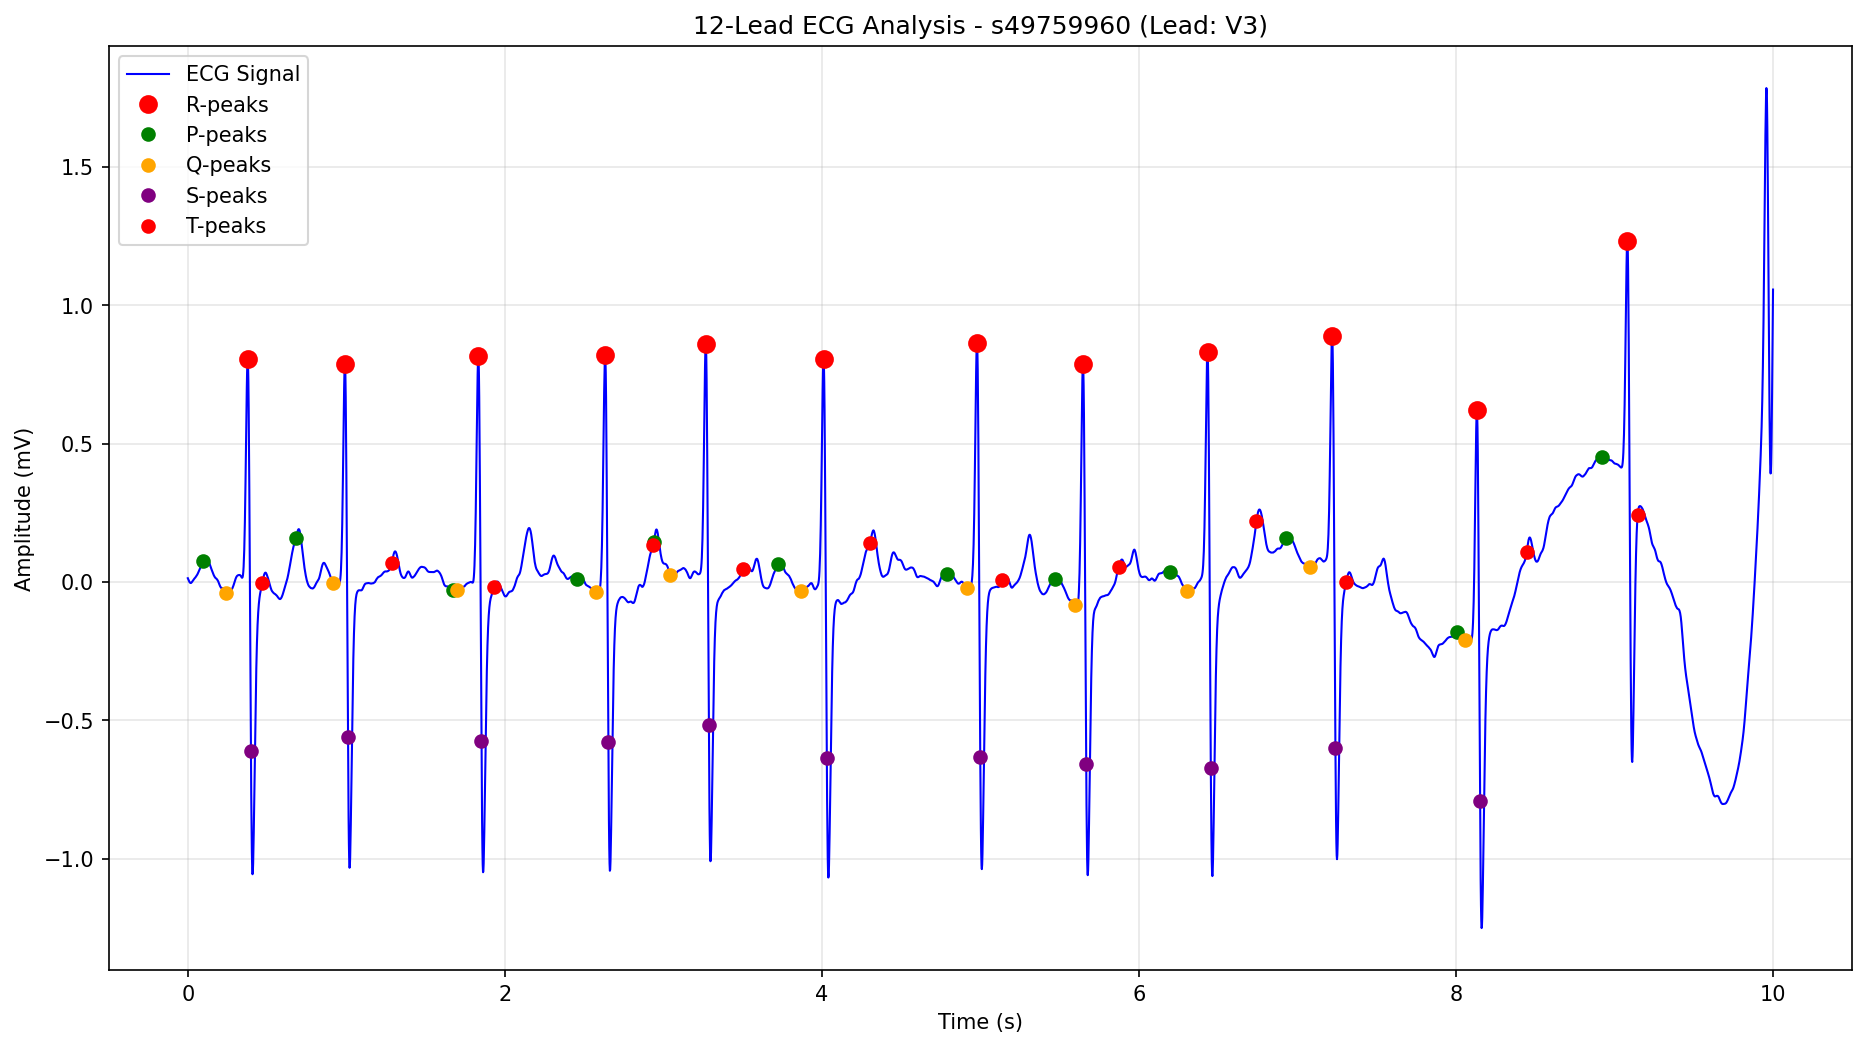 12-Lead ECG Analysis - s49759960 (Lead: V3)
ECG Signal
R-peaks
P-peaks
Q-peaks
S-peaks
T-peaks
Amplitude (mV)
1.5
1.0
0.5
0.0
−0.5
−1.0
0 2 4 6 8 10
Time (s)